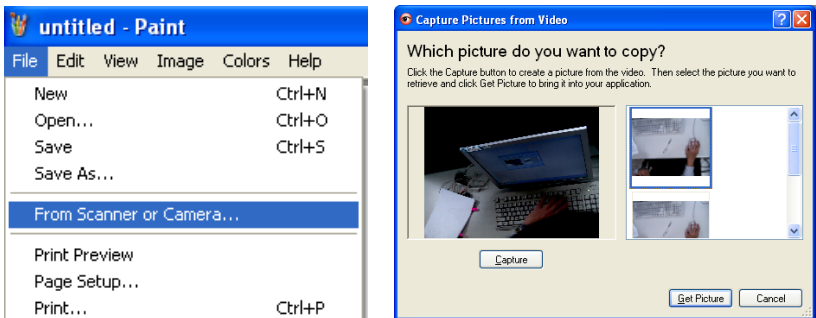 untitled - Paint
File Edit View Image Colors Help
New Ctrl+N
Open... Ctrl+O
Save Ctrl+S
Save As...
From Scanner or Camera...
Print Preview
Page Setup...
Print... Ctrl+P
Capture Pictures from Video
Which picture do you want to copy?
Click the Capture button to create a picture from the video. Then select the picture you want to
retrieve and click Get Picture to bring it into your application.
Capture
Get Picture Cancel